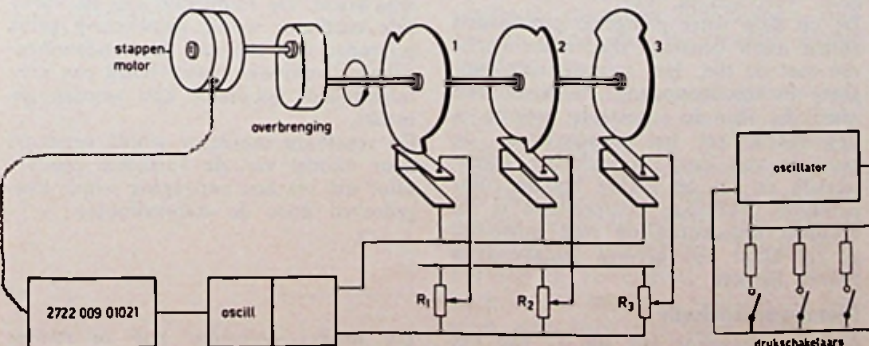 stappen-
motor
overbrenging
1
2
3
oscillator
2722 009 01021
oscill
R₁
R₂
R₃
drukschakelaars